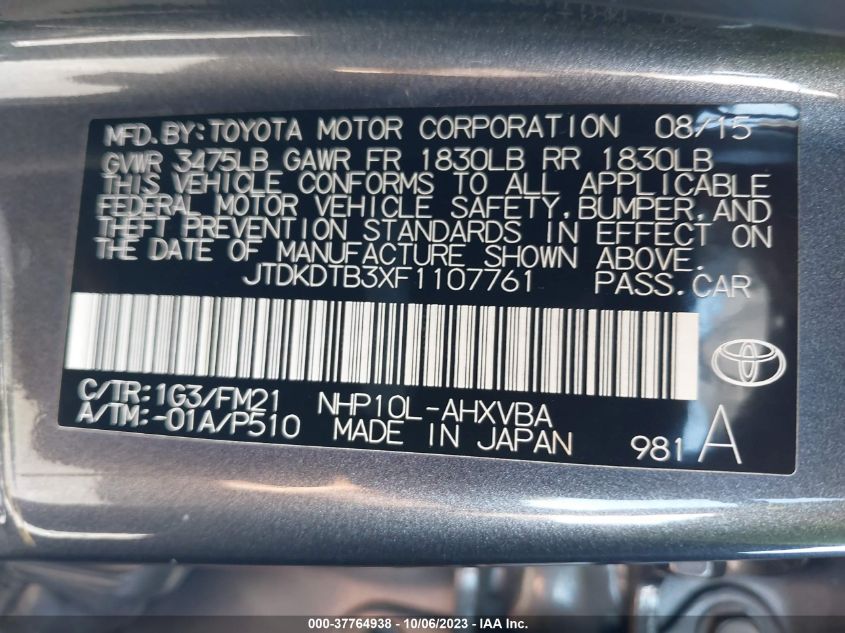 MFD.BY:TOYOTA MOTOR CORPORATION 08/15
GVWR 3475LB GAWR FR 1830LB RR 1830LB
THIS VEHICLE CONFORMS TO ALL APPLICABLE
FEDERAL MOTOR VEHICLE SAFETY,BUMPER,AND
THEFT PREVENTION STANDARDS IN EFFECT ON
THE DATE OF MANUFACTURE SHOWN ABOVE.
JTDKDTB3XF1107761 PASS.CAR
C/TR:1G3/FM21 NHP10L-AHXVBA
A/TM:-01A/P510 MADE IN JAPAN 981 A
000-37764938 - 10/06/2023 - IAA Inc.